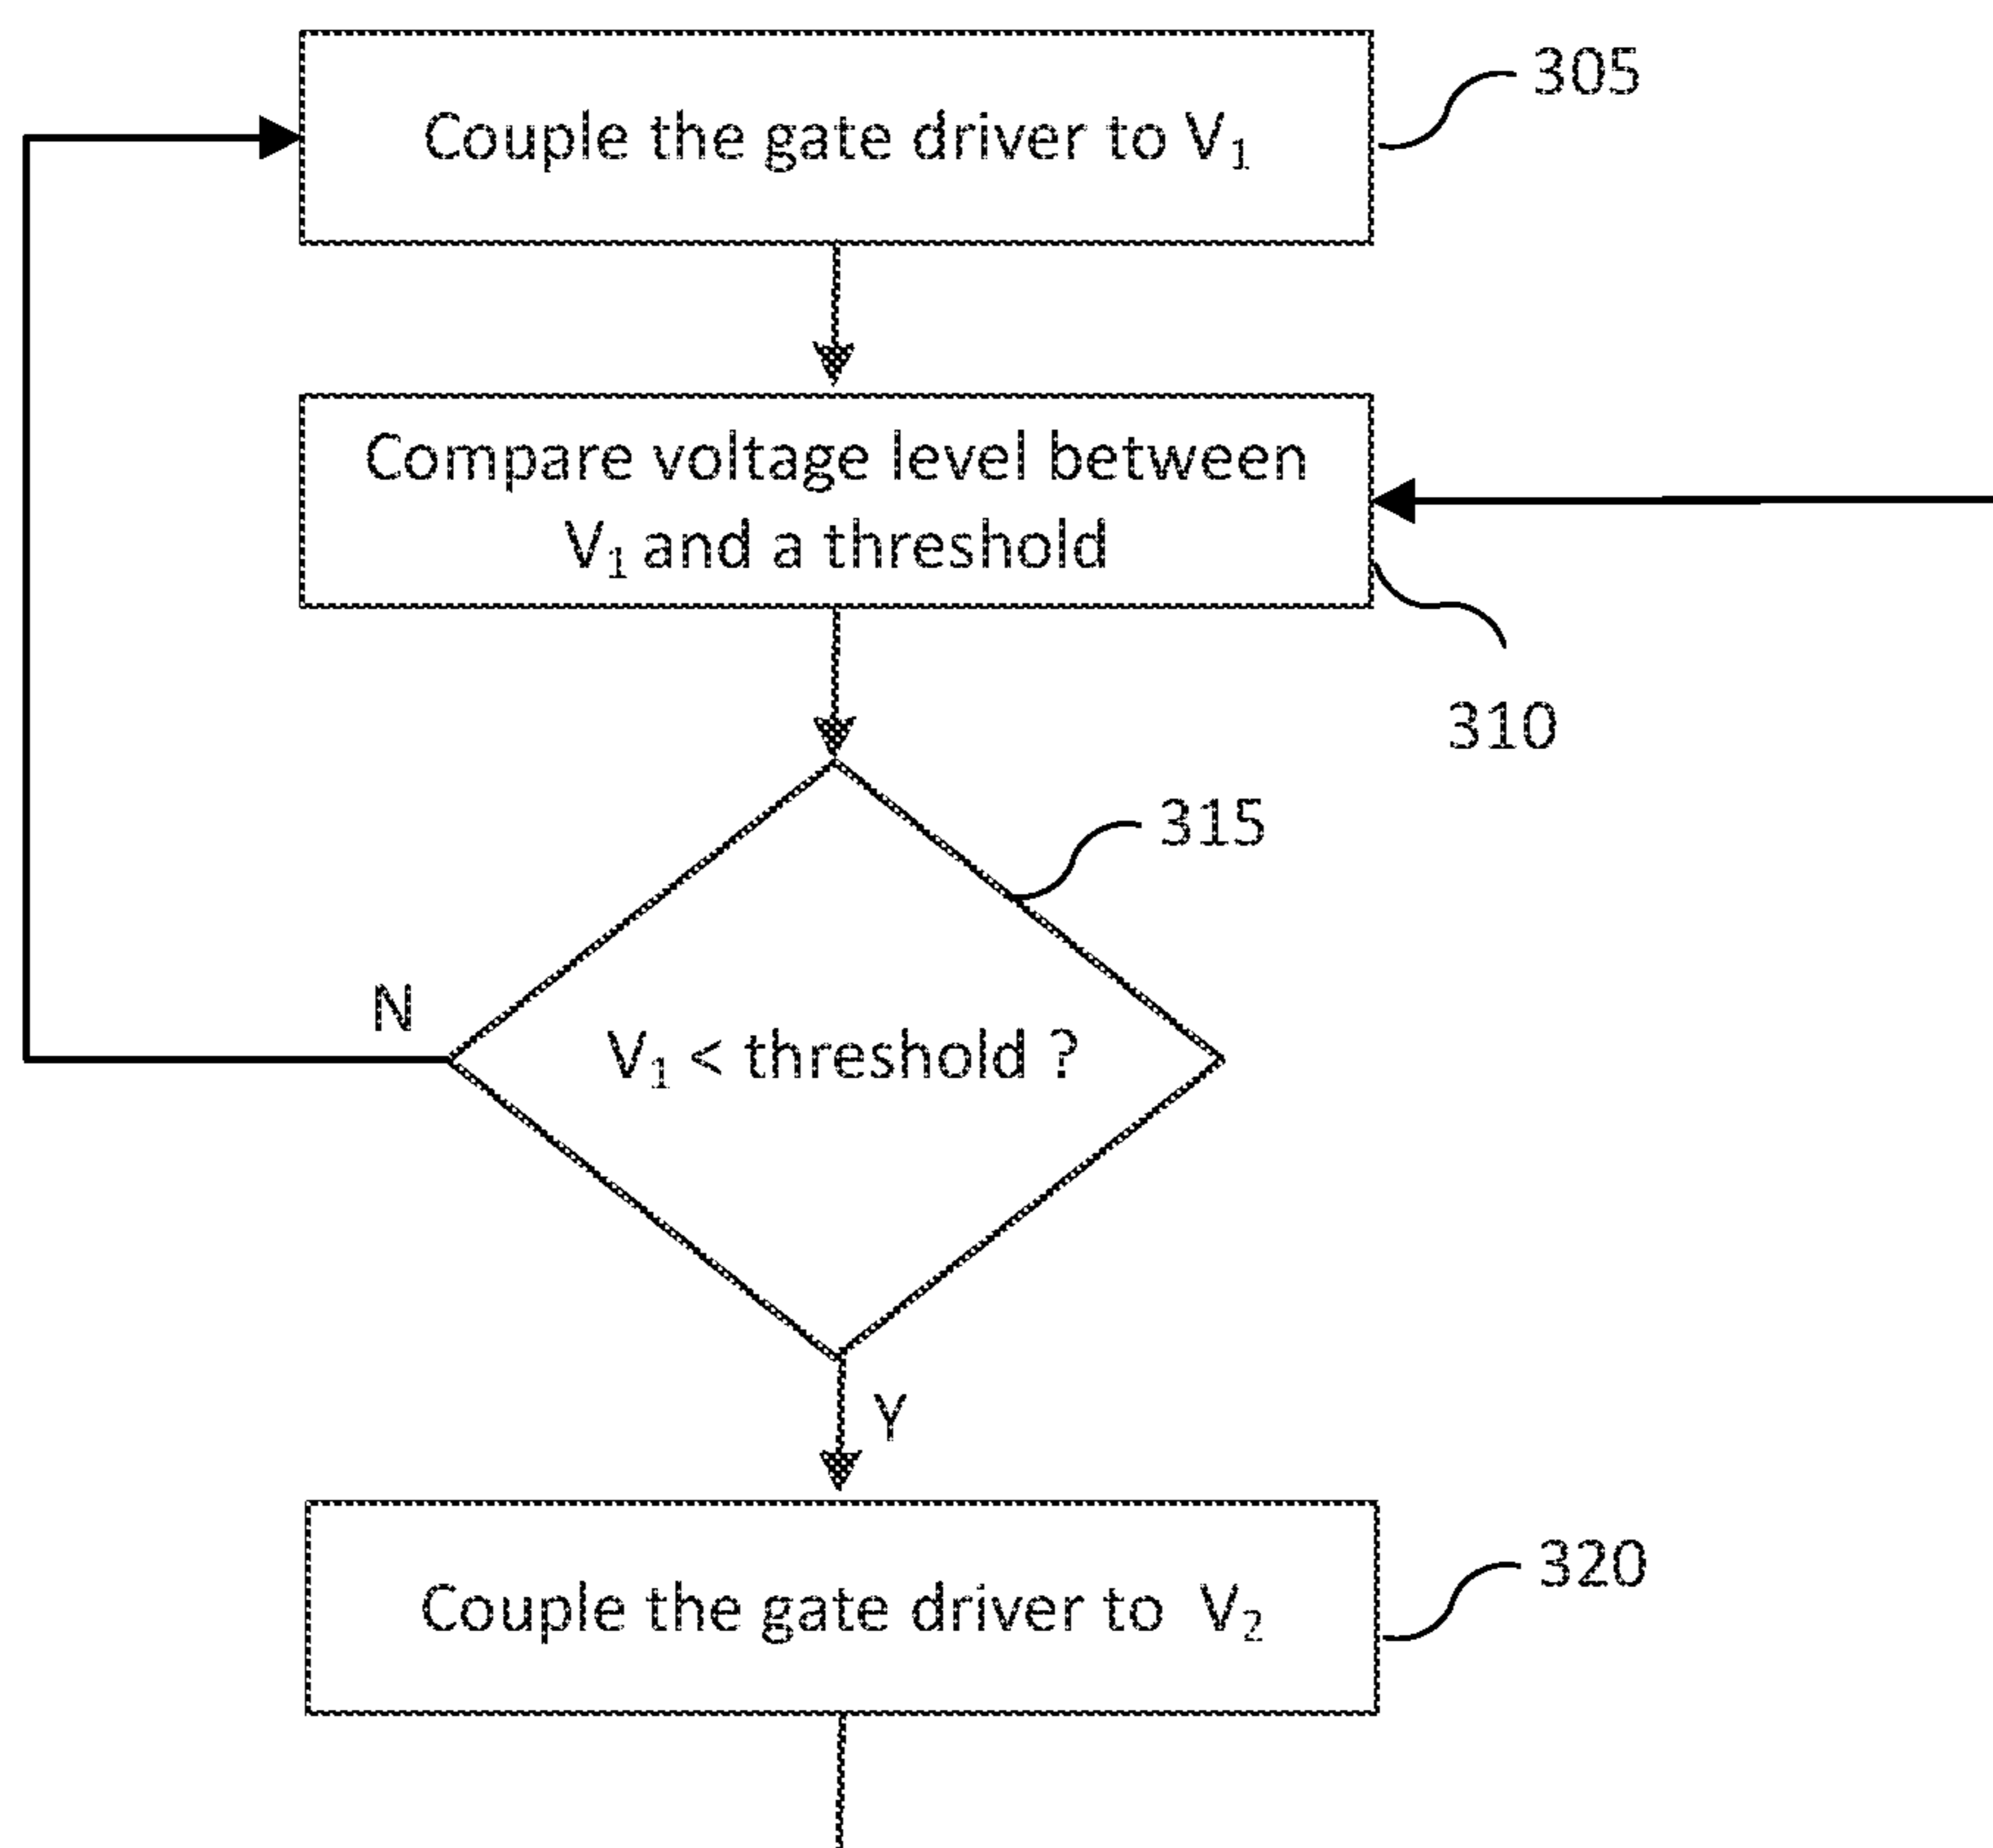 Couple the gate driver to V₁
305
Compare voltage level between
V₁ and a threshold
310
315
V₁ < threshold ?
N
Y
Couple the gate driver to V₂
320